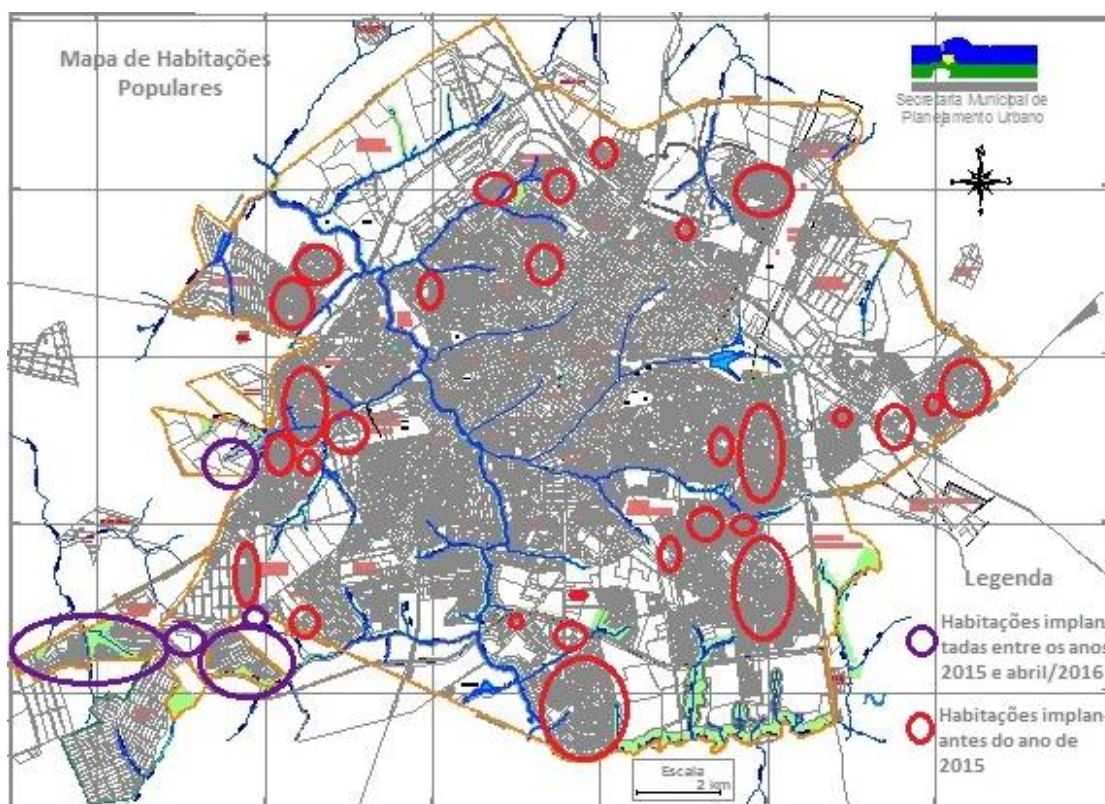 Mapa de Habitações
Populares
Secretaria Municipal de
Planejamento Urbano
Legenda
Habitações implan
tadas entre os anos
2015 e abril/2016
Habitações implan-
antes do ano de
2015
Escala
2 km